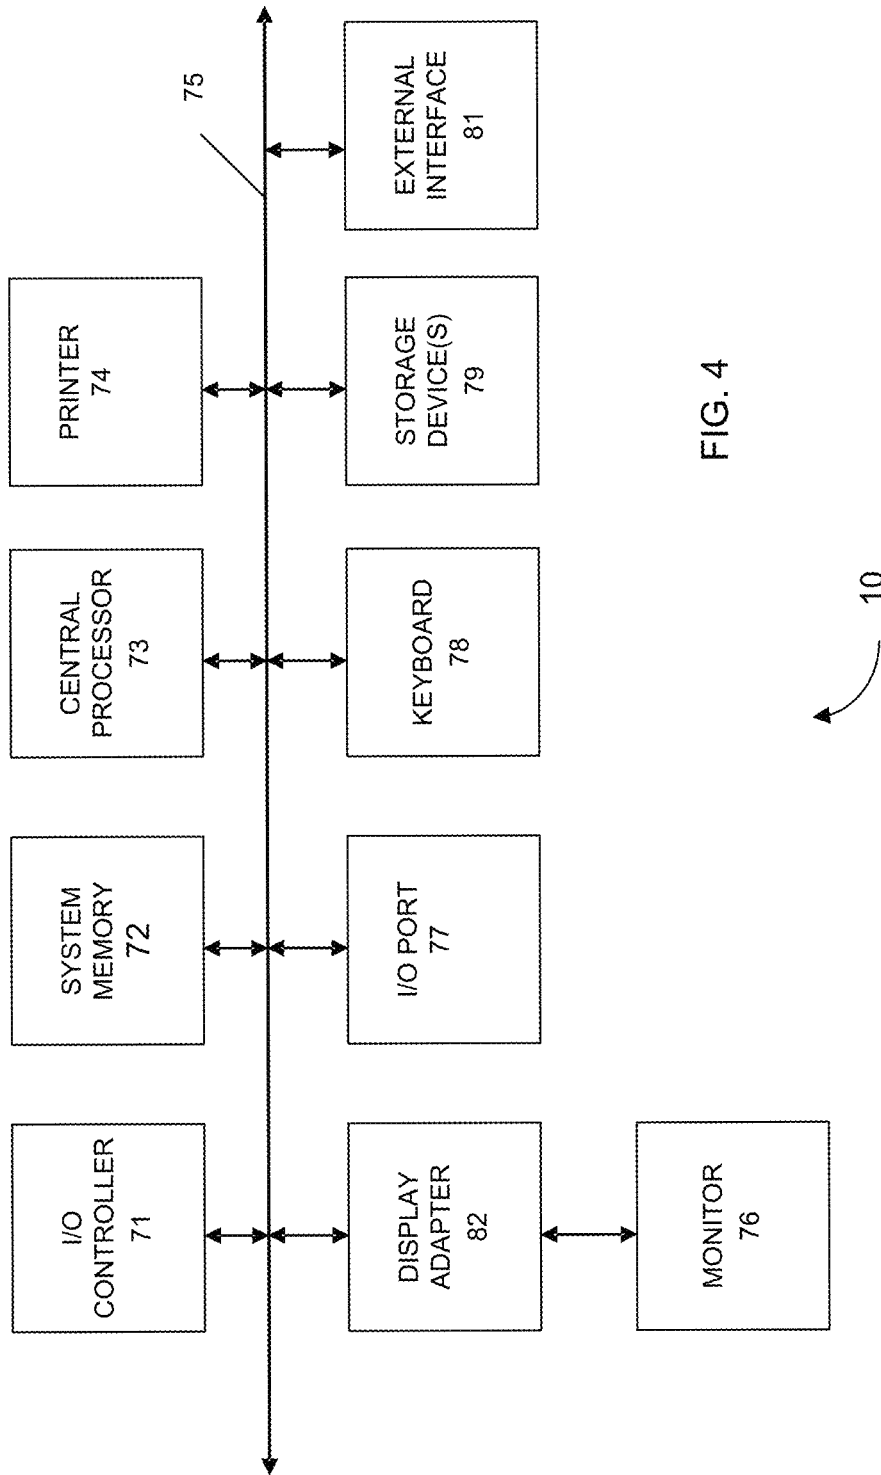 I/O
CONTROLLER
71
SYSTEM
MEMORY
72
CENTRAL
PROCESSOR
73
PRINTER
74
75
DISPLAY
ADAPTER
82
I/O PORT
77
KEYBOARD
78
STORAGE
DEVICE(S)
79
EXTERNAL
INTERFACE
81
MONITOR
76
10
FIG. 4